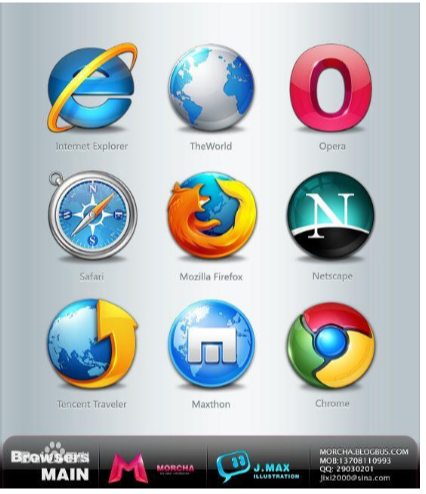 Internet Explorer
TheWorld
Opera
Safari
Mozilla Firefox
N
Netscape
Tencent Traveler
Maxthon
Chrome
Browsers
MAIN
MORCHA
J.MAX
ILLUSTRATION
MORCHA.BLOGBUS.COM
MOB:13708110993
QQ: 29030201
jixi2000@sina.com